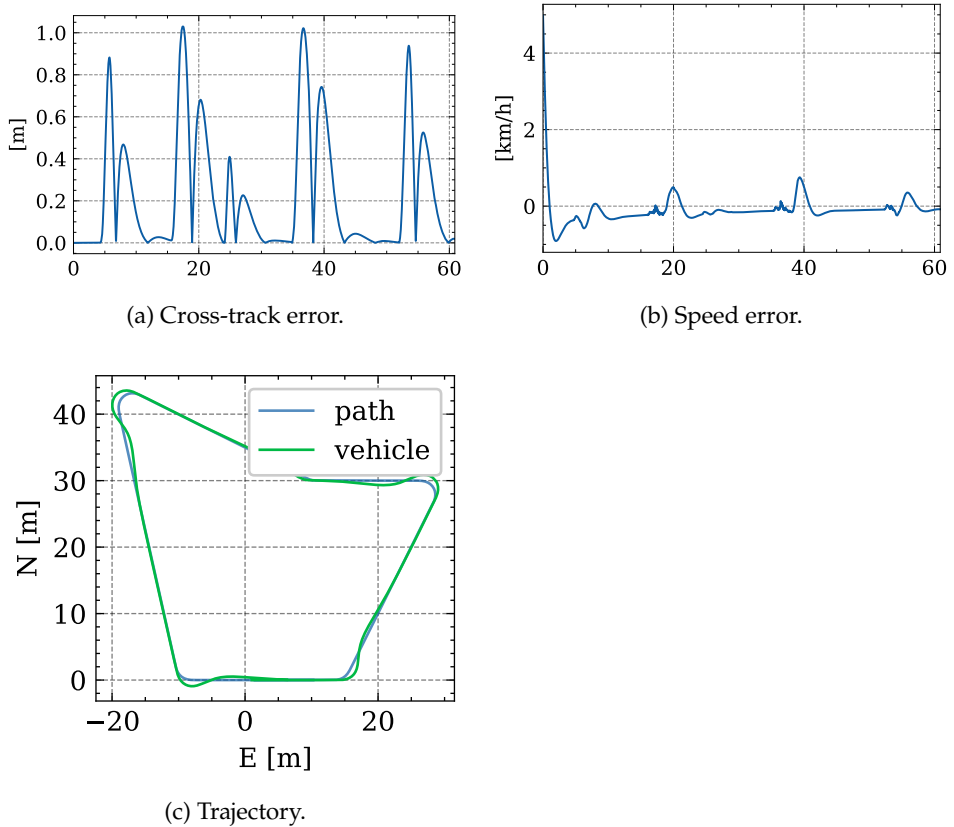 [m]
1.0
0.8
0.6
0.4
0.2
0.0
0 20 40 60
(a) Cross-track error.
[km/h]
4
2
0
0 20 40 60
(b) Speed error.
N [m]
40
30
20
10
0
−20 0 20
E [m]
path
vehicle
(c) Trajectory.